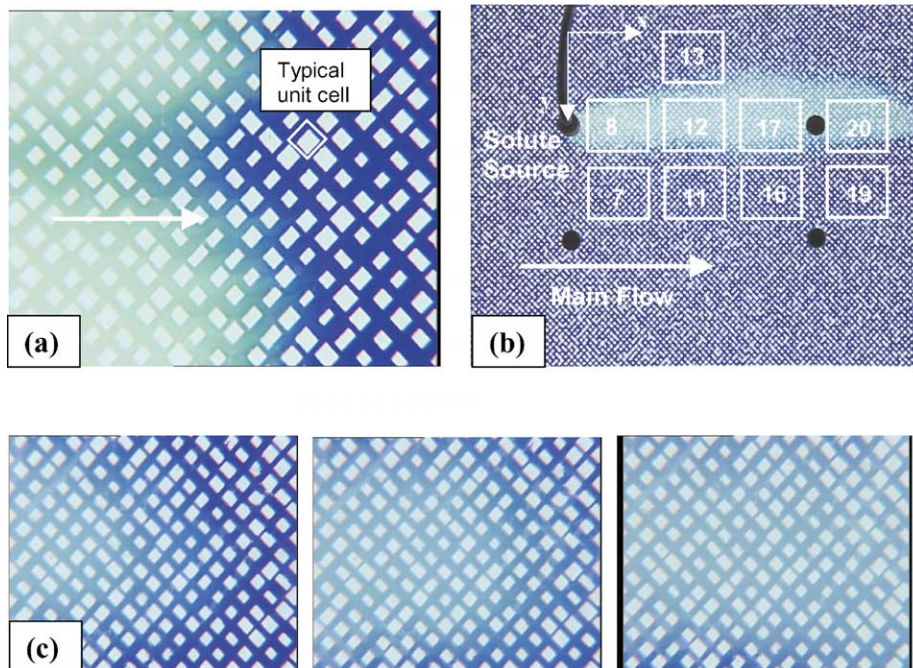 Typical
unit cell
(a)
x
y
13
8
12
17
20
Solute
Source
7
11
16
19
Main Flow
(b)
(c)